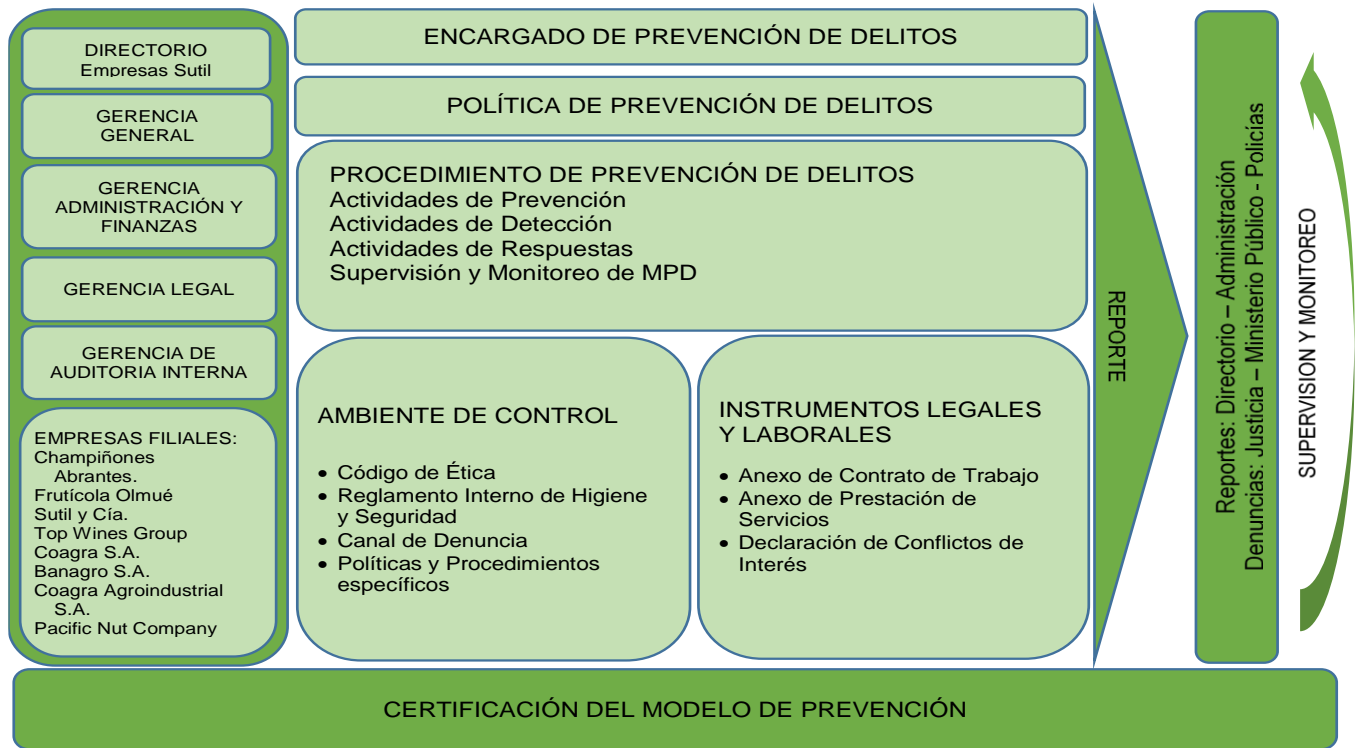 DIRECTORIO
Empresas Sutil
GERENCIA
GENERAL
GERENCIA
ADMINISTRACIÓN Y
FINANZAS
GERENCIA LEGAL
GERENCIA DE
AUDITORIA INTERNA
EMPRESAS FILIALES:
Champiñones
Abrantes.
Frutícola Olmué
Sutil y Cía.
Top Wines Group
Coagra S.A.
Banagro S.A.
Coagra Agroindustrial
S.A.
Pacific Nut Company
ENCARGADO DE PREVENCIÓN DE DELITOS
POLÍTICA DE PREVENCIÓN DE DELITOS
PROCEDIMIENTO DE PREVENCIÓN DE DELITOS
Actividades de Prevención
Actividades de Detección
Actividades de Respuestas
Supervisión y Monitoreo de MPD
AMBIENTE DE CONTROL
• Código de Ética
• Reglamento Interno de Higiene
y Seguridad
• Canal de Denuncia
• Políticas y Procedimientos
específicos
INSTRUMENTOS LEGALES
Y LABORALES
• Anexo de Contrato de Trabajo
• Anexo de Prestación de
Servicios
• Declaración de Conflictos de
Interés
REPORTE
Reportes: Directorio – Administración
Denuncias: Justicia – Ministerio Público - Policías
SUPERVISION Y MONITOREO
CERTIFICACIÓN DEL MODELO DE PREVENCIÓN